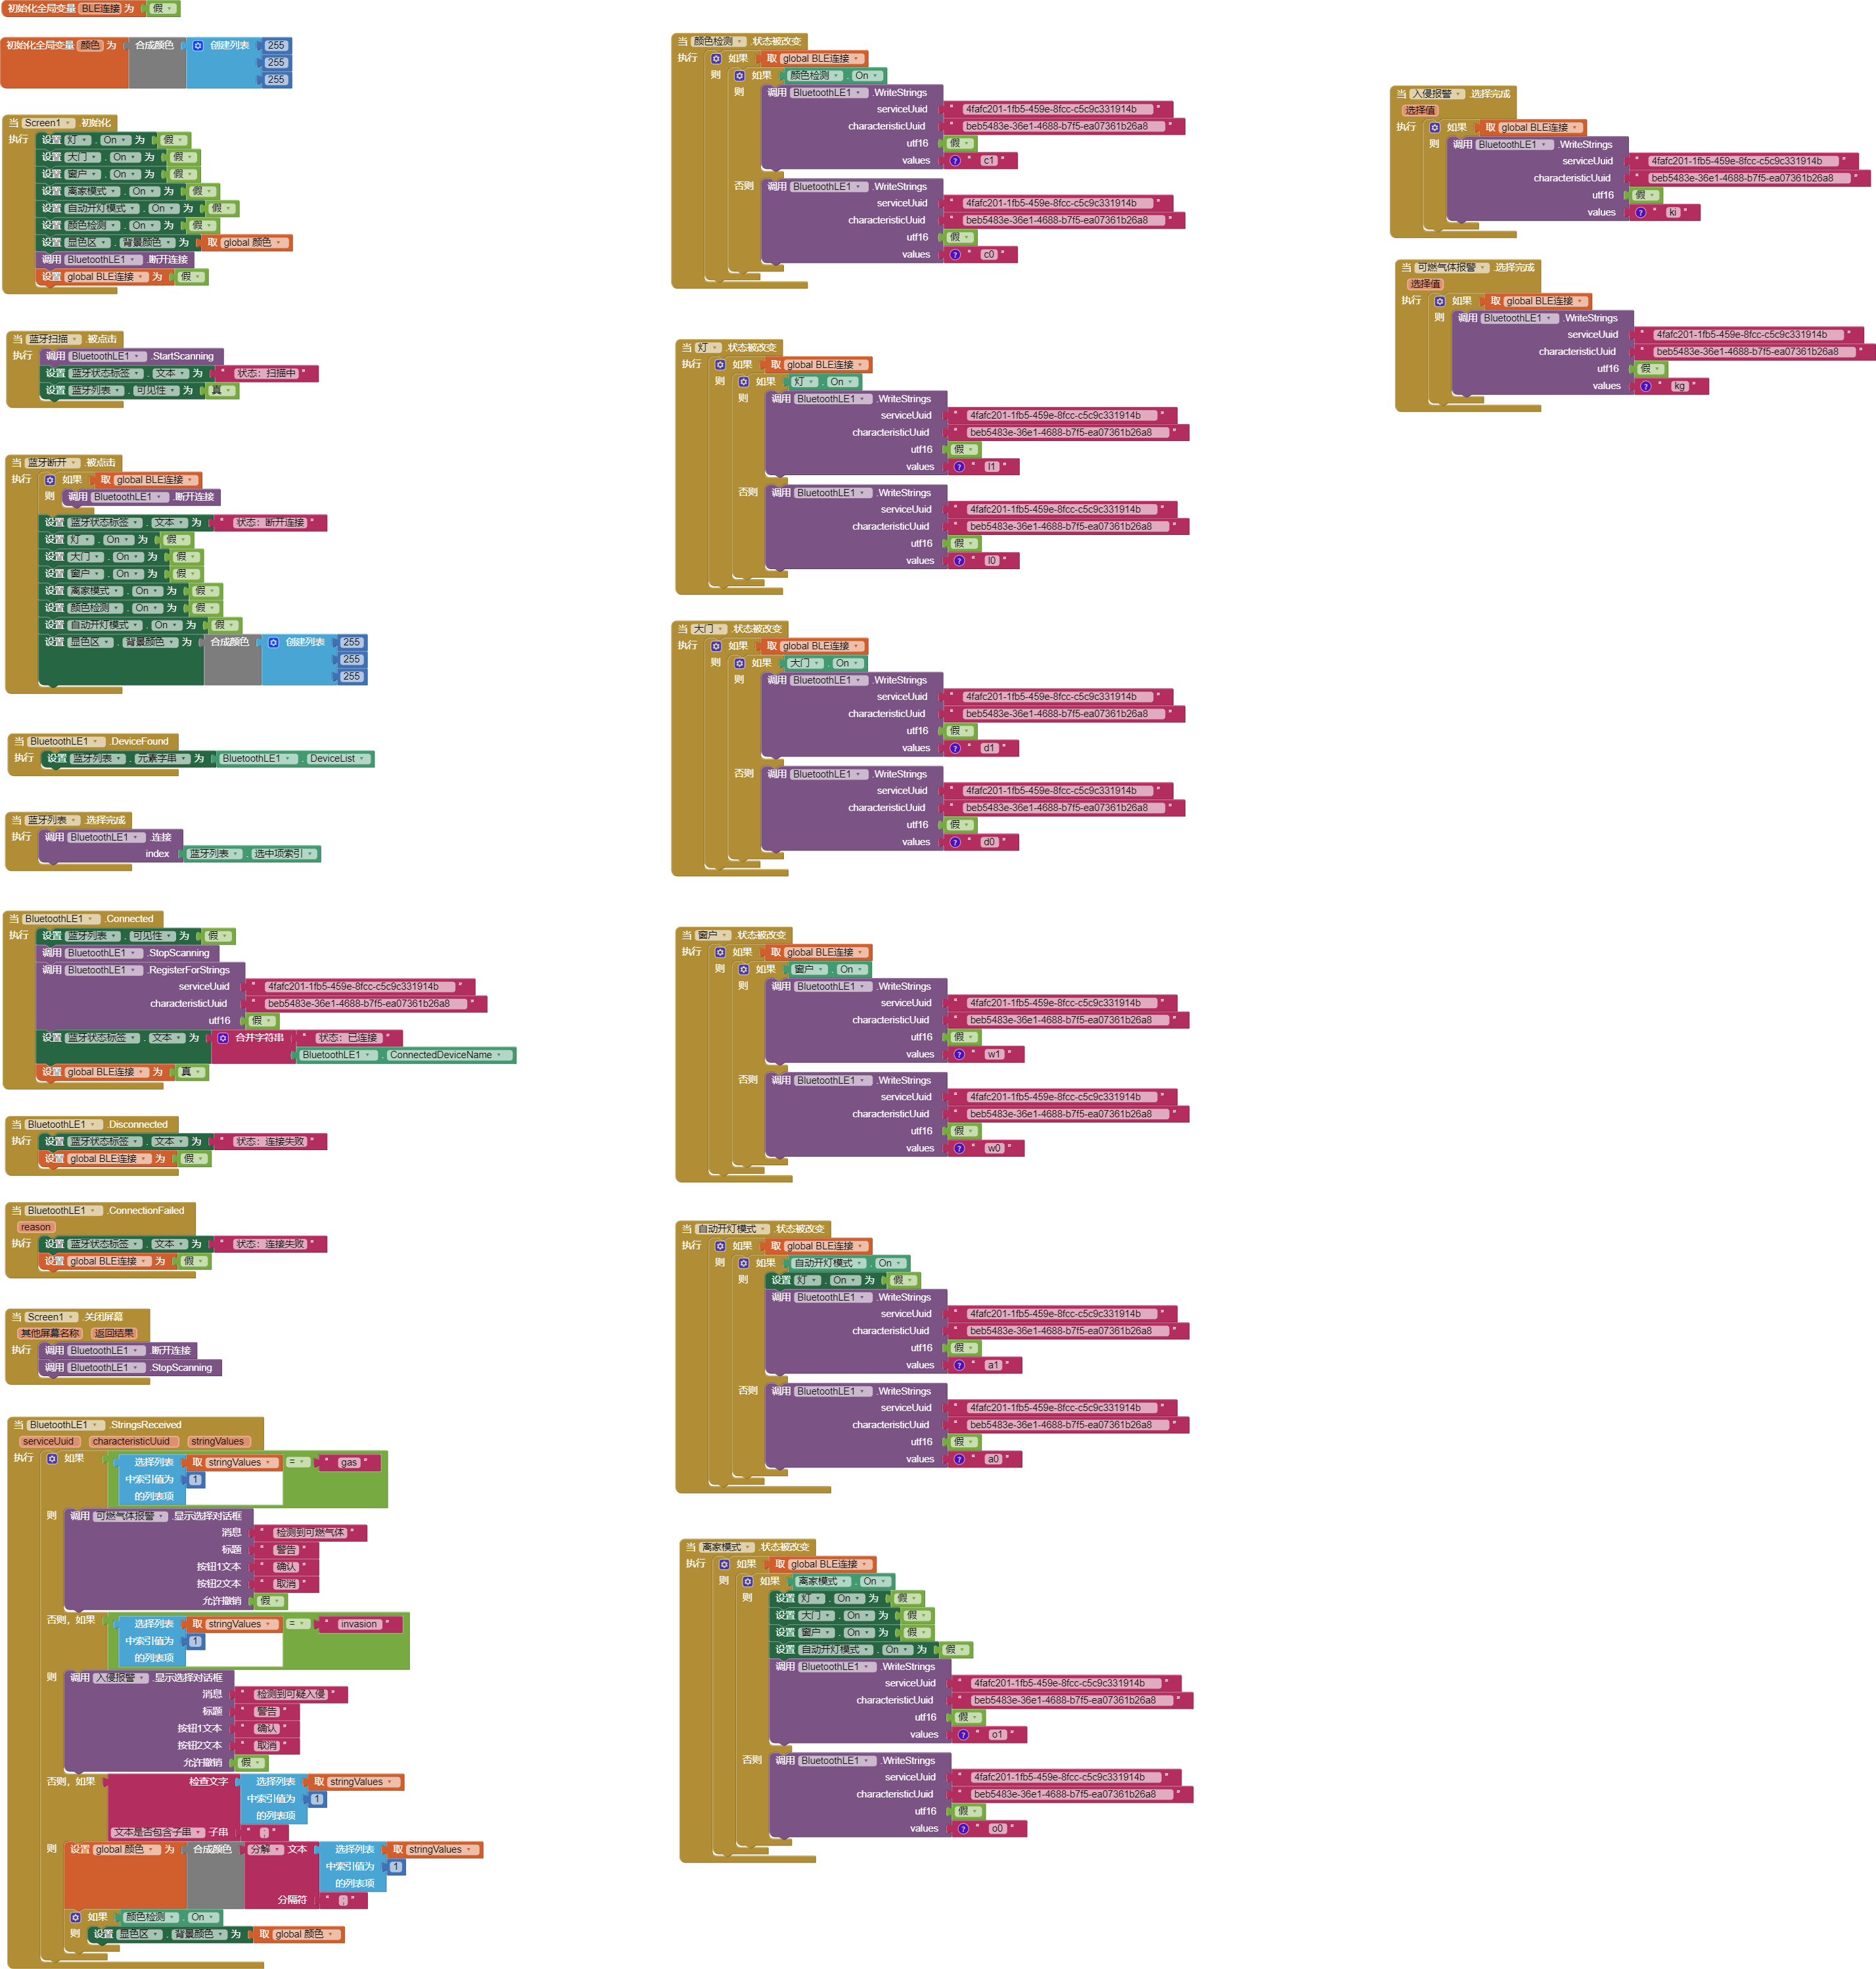 初始化全局变量 BLE连接 为 假
初始化全局变量 颜色 为 合成颜色 创建列表 255
255
255
当 Screen1 .初始化
执行 设置 灯 . On 为 假
设置 大门 . On 为 假
设置 窗户 . On 为 假
设置 离家模式 . On 为 假
设置 自动开灯模式 . On 为 假
设置 颜色检测 . On 为 假
设置 显色区 . 背景颜色 为 取 global 颜色
调用 BluetoothLE1 .断开连接
设置 global BLE连接 为 假
当 蓝牙扫描 .被点击
执行 调用 BluetoothLE1 .StartScanning
设置 蓝牙状态标签 . 文本 为 " 状态：扫描中 "
设置 蓝牙列表 . 可见性 为 真
当 蓝牙断开 .被点击
执行 如果 取 global BLE连接
则 调用 BluetoothLE1 .断开连接
设置 蓝牙状态标签 . 文本 为 " 状态：断开连接 "
设置 灯 . On 为 假
设置 大门 . On 为 假
设置 窗户 . On 为 假
设置 离家模式 . On 为 假
设置 颜色检测 . On 为 假
设置 自动开灯模式 . On 为 假
设置 显色区 . 背景颜色 为 合成颜色 创建列表 255
255
255
当 BluetoothLE1 .DeviceFound
执行 设置 蓝牙列表 . 元素字串 为 BluetoothLE1 . DeviceList
当 蓝牙列表 .选择完成
执行 调用 BluetoothLE1 .连接
index 蓝牙列表 . 选中项索引
当 BluetoothLE1 .Connected
执行 设置 蓝牙列表 . 可见性 为 假
调用 BluetoothLE1 .StopScanning
调用 BluetoothLE1 .RegisterForStrings
serviceUuid " 4fafc201-1fb5-459e-8fcc-c5c9c331914b "
characteristicUuid " beb5483e-36e1-4688-b7f5-ea07361b26a8 "
utf16 假
设置 蓝牙状态标签 . 文本 为 合并字符串 " 状态：已连接 "
BluetoothLE1 . ConnectedDeviceName
设置 global BLE连接 为 真
当 BluetoothLE1 .Disconnected
执行 设置 蓝牙状态标签 . 文本 为 " 状态：连接失败 "
设置 global BLE连接 为 假
当 BluetoothLE1 .ConnectionFailed
reason
执行 设置 蓝牙状态标签 . 文本 为 " 状态：连接失败 "
设置 global BLE连接 为 假
当 Screen1 .关闭屏幕
其他屏幕名称 返回结果
执行 调用 BluetoothLE1 .断开连接
调用 BluetoothLE1 .StopScanning
当 BluetoothLE1 .StringsReceived
serviceUuid characteristicUuid stringValues
执行 如果 选择列表 取 stringValues = " gas "
中索引值为 1
的列表项
则 调用 可燃气体报警 .显示选择对话框
消息 " 检测到可燃气体 "
标题 " 警告 "
按钮1文本 " 确认 "
按钮2文本 " 取消 "
允许撤销 假
否则，如果 选择列表 取 stringValues = " invasion "
中索引值为 1
的列表项
则 调用 入侵报警 .显示选择对话框
消息 " 检测到可疑入侵 "
标题 " 警告 "
按钮1文本 " 确认 "
按钮2文本 " 取消 "
允许撤销 假
否则，如果 检查文字 选择列表 取 stringValues
中索引值为 1
的列表项
文本是否包含子串 子串 " , "
则 设置 global 颜色 为 合成颜色 分解 文本 选择列表 取 stringValues
中索引值为 1
的列表项
分隔符 " , "
如果 颜色检测 . On
则 设置 显色区 . 背景颜色 为 取 global 颜色
当 颜色检测 .状态被改变
执行 如果 取 global BLE连接
则 如果 颜色检测 . On
则 调用 BluetoothLE1 .WriteStrings
serviceUuid " 4fafc201-1fb5-459e-8fcc-c5c9c331914b "
characteristicUuid " beb5483e-36e1-4688-b7f5-ea07361b26a8 "
utf16 假
values ? " c1 "
否则 调用 BluetoothLE1 .WriteStrings
serviceUuid " 4fafc201-1fb5-459e-8fcc-c5c9c331914b "
characteristicUuid " beb5483e-36e1-4688-b7f5-ea07361b26a8 "
utf16 假
values ? " c0 "
当 灯 .状态被改变
执行 如果 取 global BLE连接
则 如果 灯 . On
则 调用 BluetoothLE1 .WriteStrings
serviceUuid " 4fafc201-1fb5-459e-8fcc-c5c9c331914b "
characteristicUuid " beb5483e-36e1-4688-b7f5-ea07361b26a8 "
utf16 假
values ? " l1 "
否则 调用 BluetoothLE1 .WriteStrings
serviceUuid " 4fafc201-1fb5-459e-8fcc-c5c9c331914b "
characteristicUuid " beb5483e-36e1-4688-b7f5-ea07361b26a8 "
utf16 假
values ? " l0 "
当 大门 .状态被改变
执行 如果 取 global BLE连接
则 如果 大门 . On
则 调用 BluetoothLE1 .WriteStrings
serviceUuid " 4fafc201-1fb5-459e-8fcc-c5c9c331914b "
characteristicUuid " beb5483e-36e1-4688-b7f5-ea07361b26a8 "
utf16 假
values ? " d1 "
否则 调用 BluetoothLE1 .WriteStrings
serviceUuid " 4fafc201-1fb5-459e-8fcc-c5c9c331914b "
characteristicUuid " beb5483e-36e1-4688-b7f5-ea07361b26a8 "
utf16 假
values ? " d0 "
当 窗户 .状态被改变
执行 如果 取 global BLE连接
则 如果 窗户 . On
则 调用 BluetoothLE1 .WriteStrings
serviceUuid " 4fafc201-1fb5-459e-8fcc-c5c9c331914b "
characteristicUuid " beb5483e-36e1-4688-b7f5-ea07361b26a8 "
utf16 假
values ? " w1 "
否则 调用 BluetoothLE1 .WriteStrings
serviceUuid " 4fafc201-1fb5-459e-8fcc-c5c9c331914b "
characteristicUuid " beb5483e-36e1-4688-b7f5-ea07361b26a8 "
utf16 假
values ? " w0 "
当 自动开灯模式 .状态被改变
执行 如果 取 global BLE连接
则 如果 自动开灯模式 . On
则 设置 灯 . On 为 假
调用 BluetoothLE1 .WriteStrings
serviceUuid " 4fafc201-1fb5-459e-8fcc-c5c9c331914b "
characteristicUuid " beb5483e-36e1-4688-b7f5-ea07361b26a8 "
utf16 假
values ? " a1 "
否则 调用 BluetoothLE1 .WriteStrings
serviceUuid " 4fafc201-1fb5-459e-8fcc-c5c9c331914b "
characteristicUuid " beb5483e-36e1-4688-b7f5-ea07361b26a8 "
utf16 假
values ? " a0 "
当 离家模式 .状态被改变
执行 如果 取 global BLE连接
则 如果 离家模式 . On
则 设置 灯 . On 为 假
设置 大门 . On 为 假
设置 窗户 . On 为 假
设置 自动开灯模式 . On 为 假
调用 BluetoothLE1 .WriteStrings
serviceUuid " 4fafc201-1fb5-459e-8fcc-c5c9c331914b "
characteristicUuid " beb5483e-36e1-4688-b7f5-ea07361b26a8 "
utf16 假
values ? " o1 "
否则 调用 BluetoothLE1 .WriteStrings
serviceUuid " 4fafc201-1fb5-459e-8fcc-c5c9c331914b "
characteristicUuid " beb5483e-36e1-4688-b7f5-ea07361b26a8 "
utf16 假
values ? " o0 "
当 入侵报警 .选择完成
选择值
执行 如果 取 global BLE连接
则 调用 BluetoothLE1 .WriteStrings
serviceUuid " 4fafc201-1fb5-459e-8fcc-c5c9c331914b "
characteristicUuid " beb5483e-36e1-4688-b7f5-ea07361b26a8 "
utf16 假
values ? " ki "
当 可燃气体报警 .选择完成
选择值
执行 如果 取 global BLE连接
则 调用 BluetoothLE1 .WriteStrings
serviceUuid " 4fafc201-1fb5-459e-8fcc-c5c9c331914b "
characteristicUuid " beb5483e-36e1-4688-b7f5-ea07361b26a8 "
utf16 假
values ? " kg "